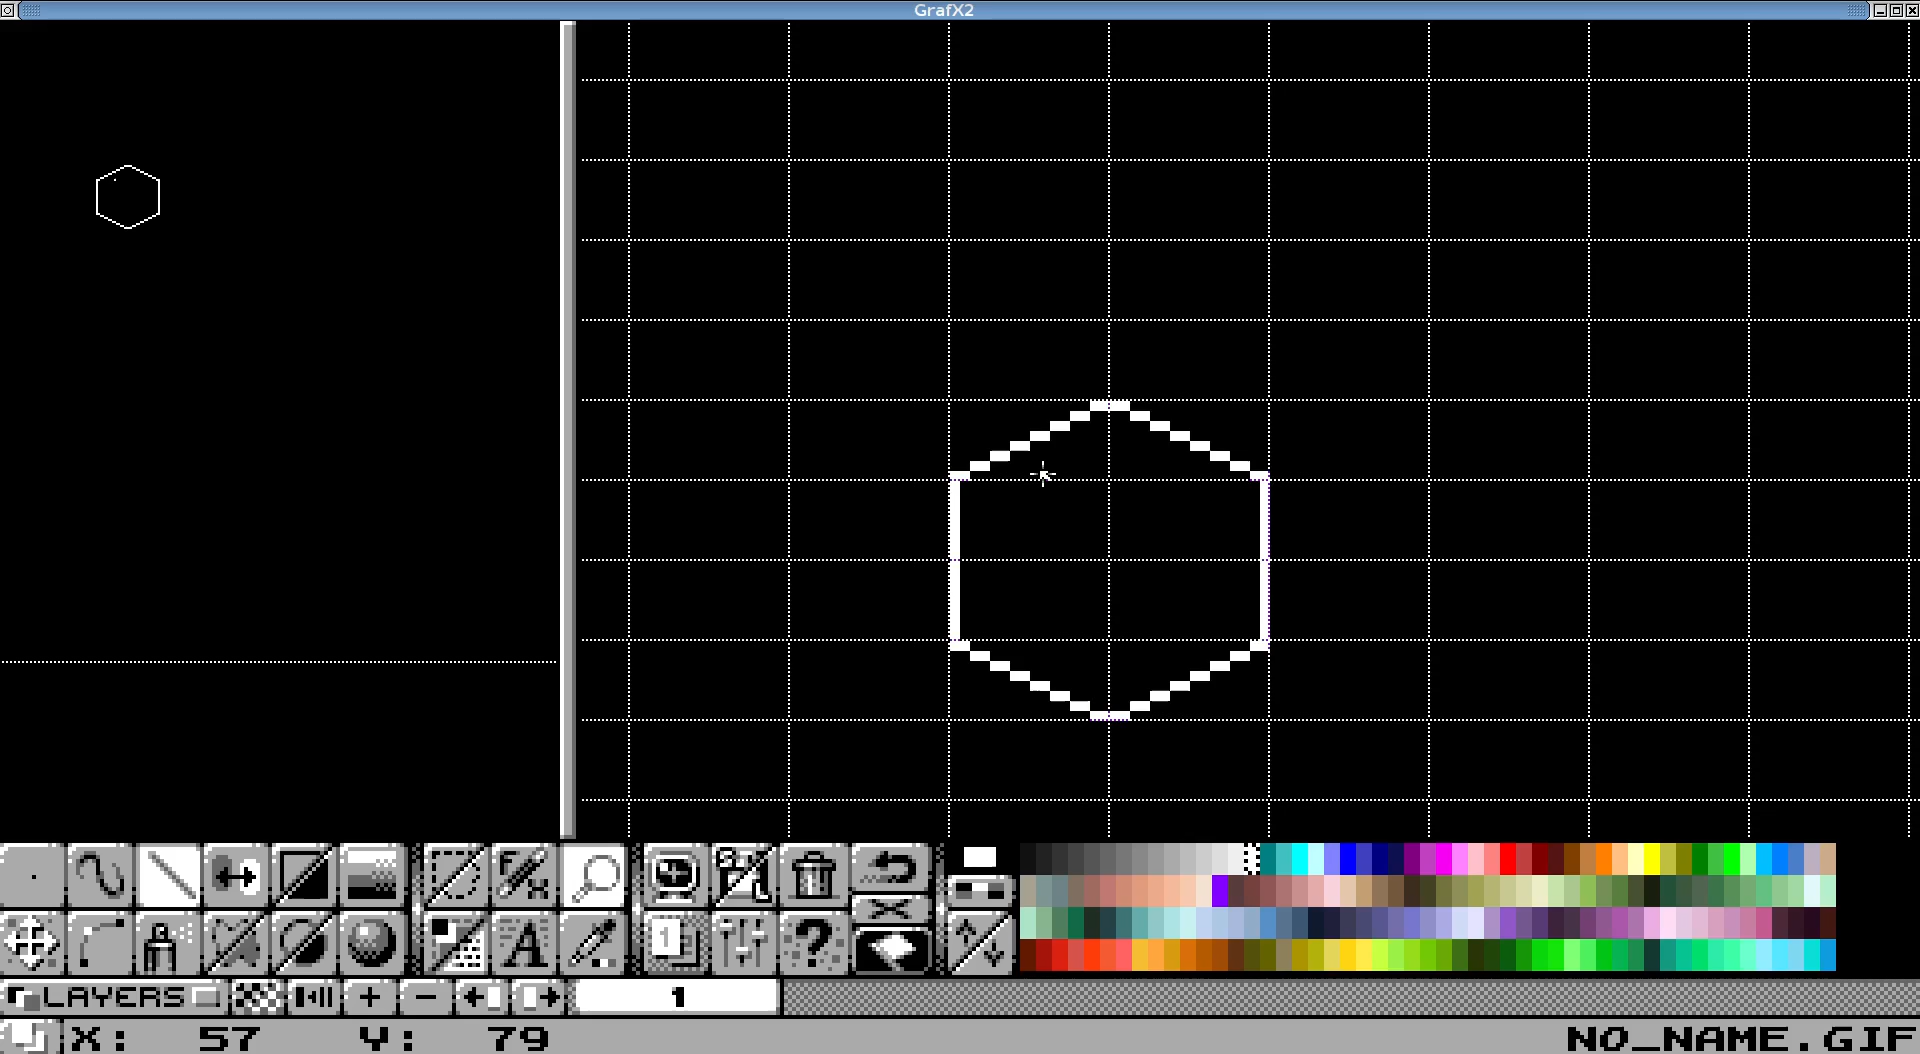 GrafX2
LAYERS + - 1
X: 57 Y: 79 NO_NAME.GIF